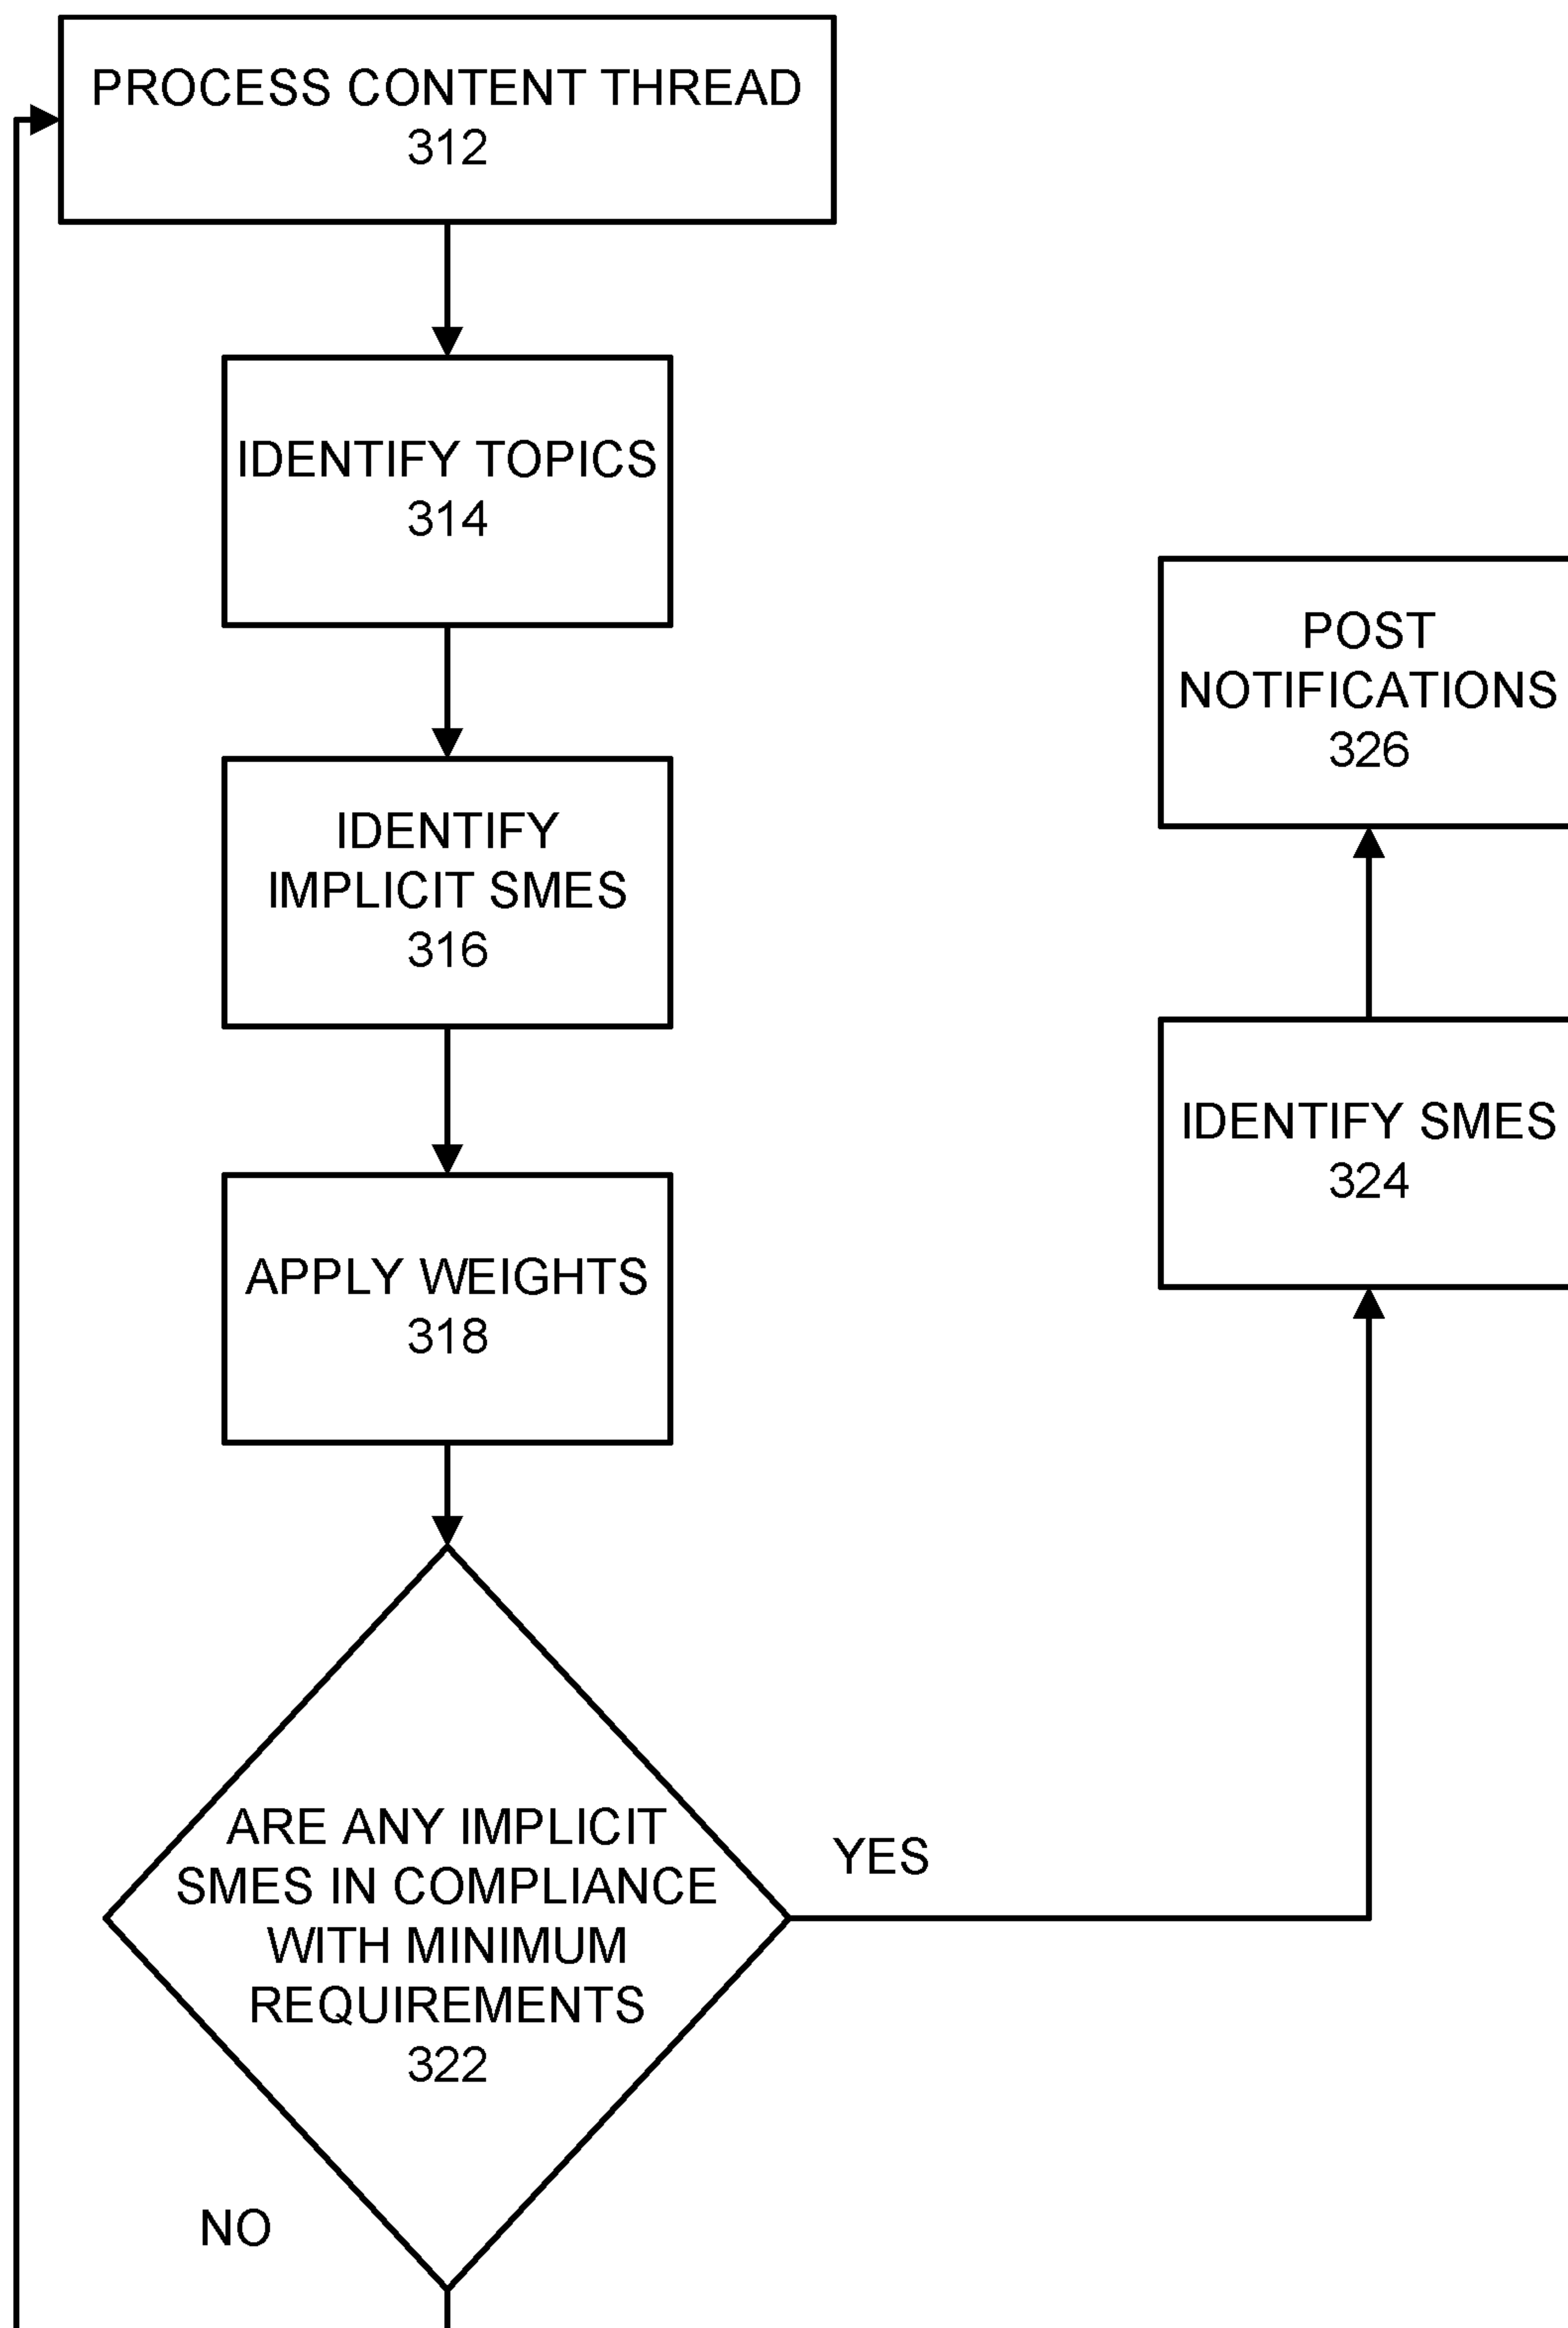 PROCESS CONTENT THREAD
312
IDENTIFY TOPICS
314
IDENTIFY
IMPLICIT SMES
316
APPLY WEIGHTS
318
ARE ANY IMPLICIT
SMES IN COMPLIANCE
WITH MINIMUM
REQUIREMENTS
322
NO
YES
IDENTIFY SMES
324
POST
NOTIFICATIONS
326